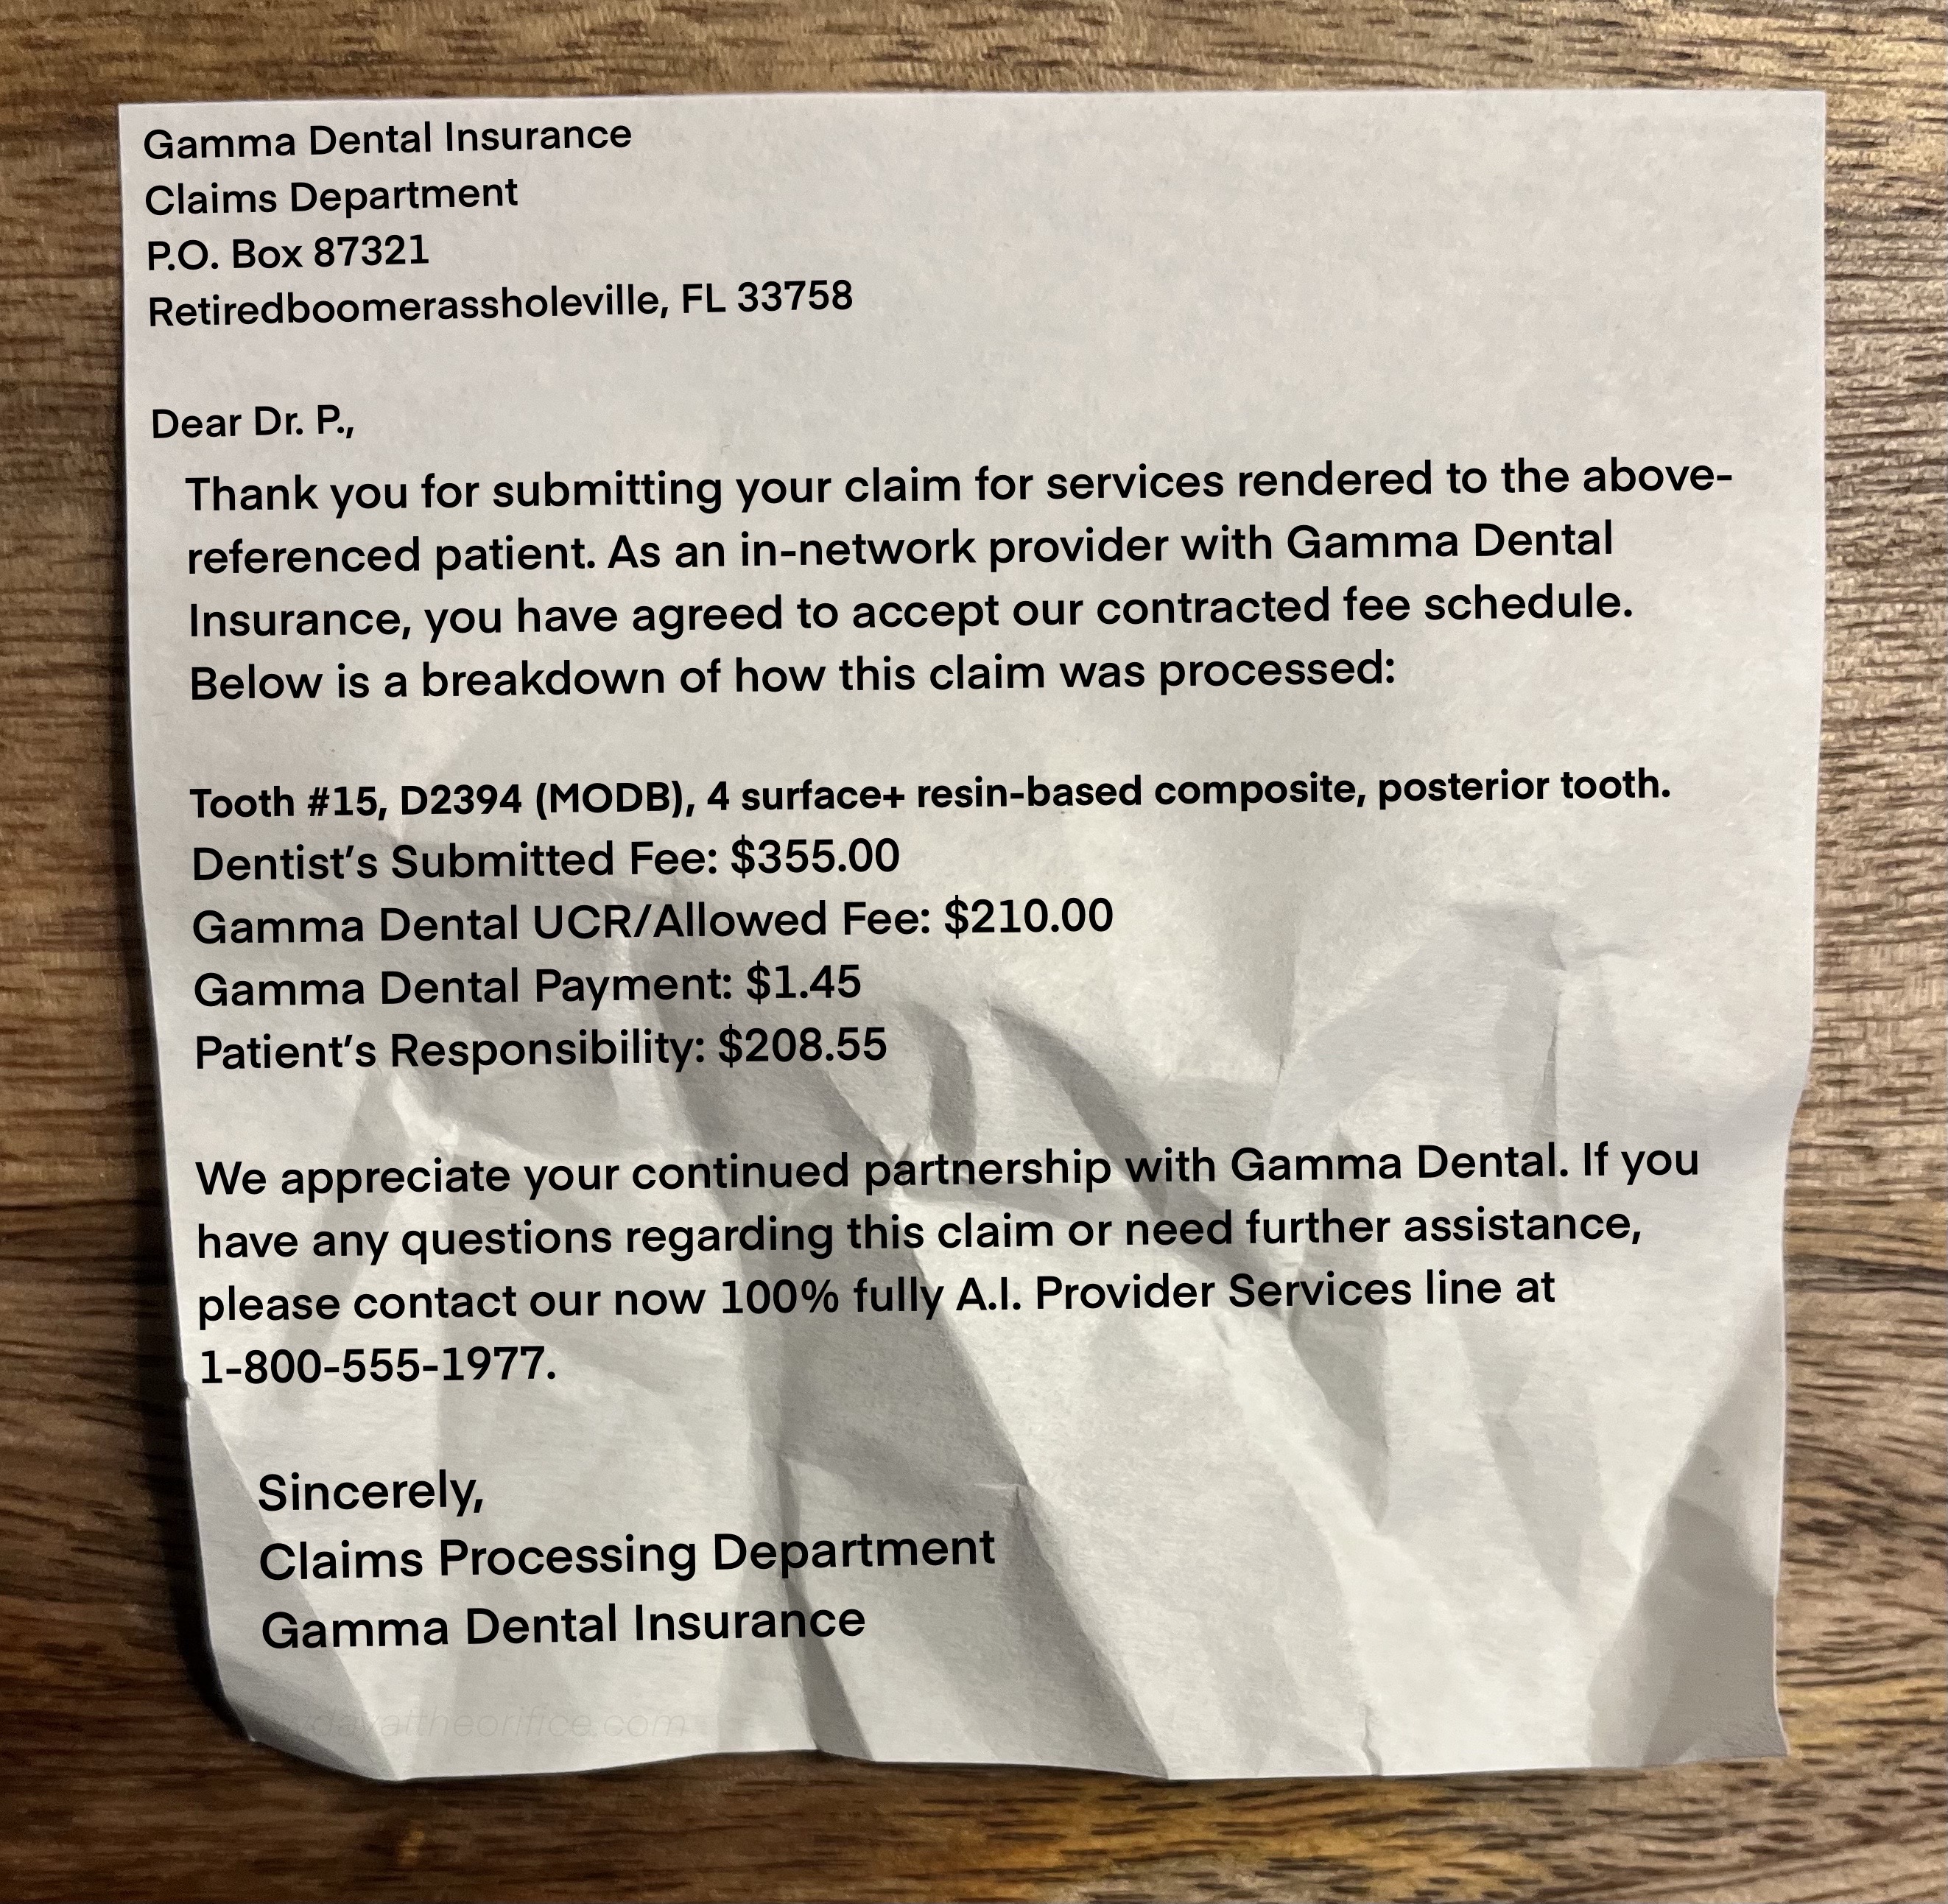 Gamma Dental Insurance
Claims Department
P.O. Box 87321
Retiredboomerassholeville, FL 33758
Dear Dr. P.,
Thank you for submitting your claim for services rendered to the above-
referenced patient. As an in-network provider with Gamma Dental
Insurance, you have agreed to accept our contracted fee schedule.
Below is a breakdown of how this claim was processed:
Tooth #15, D2394 (MODB), 4 surface+ resin-based composite, posterior tooth.
Dentist’s Submitted Fee: $355.00
Gamma Dental UCR/Allowed Fee: $210.00
Gamma Dental Payment: $1.45
Patient’s Responsibility: $208.55
We appreciate your continued partnership with Gamma Dental. If you
have any questions regarding this claim or need further assistance,
please contact our now 100% fully A.I. Provider Services line at
1-800-555-1977.
Sincerely,
Claims Processing Department
Gamma Dental Insurance